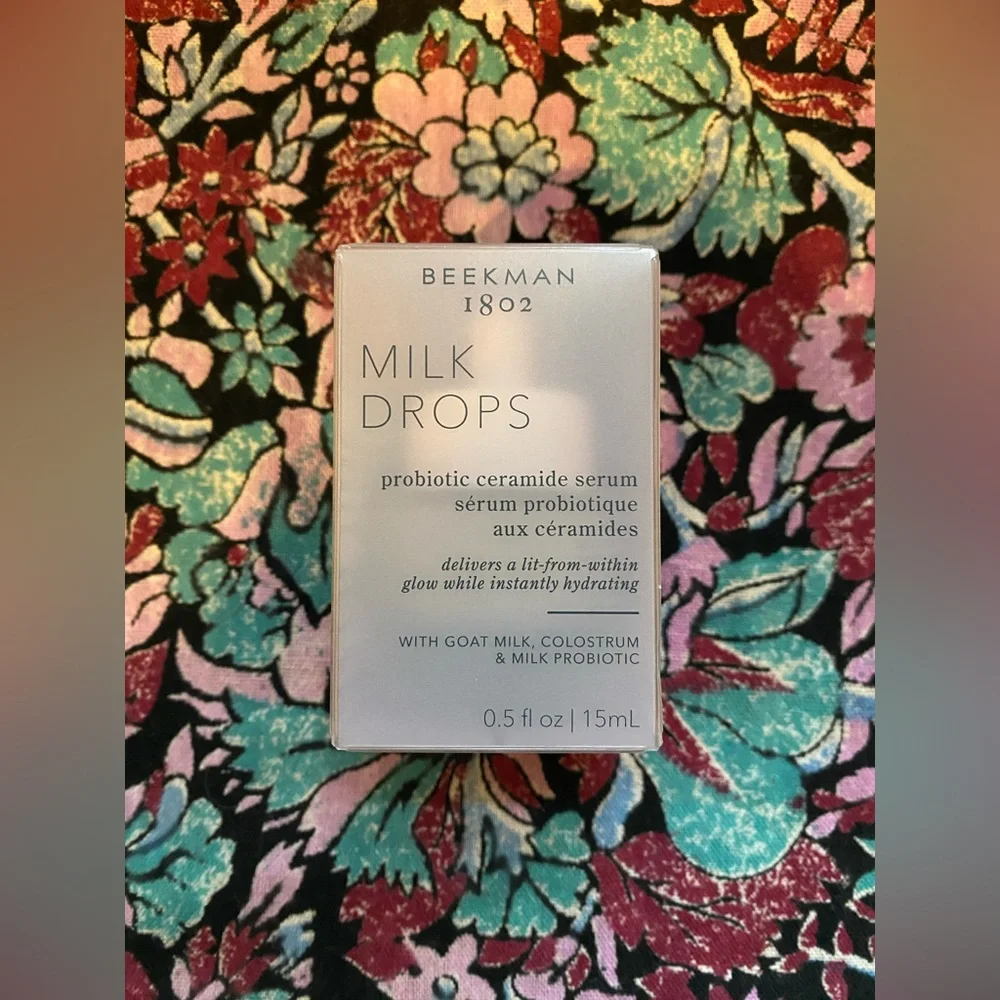 BEEKMAN
1802
MILK
DROPS
probiotic ceramide serum
sérum probiotique
aux céramides
delivers a lit-from-within
glow while instantly hydrating
WITH GOAT MILK, COLOSTRUM
& MILK PROBIOTIC
0.5 fl oz | 15mL